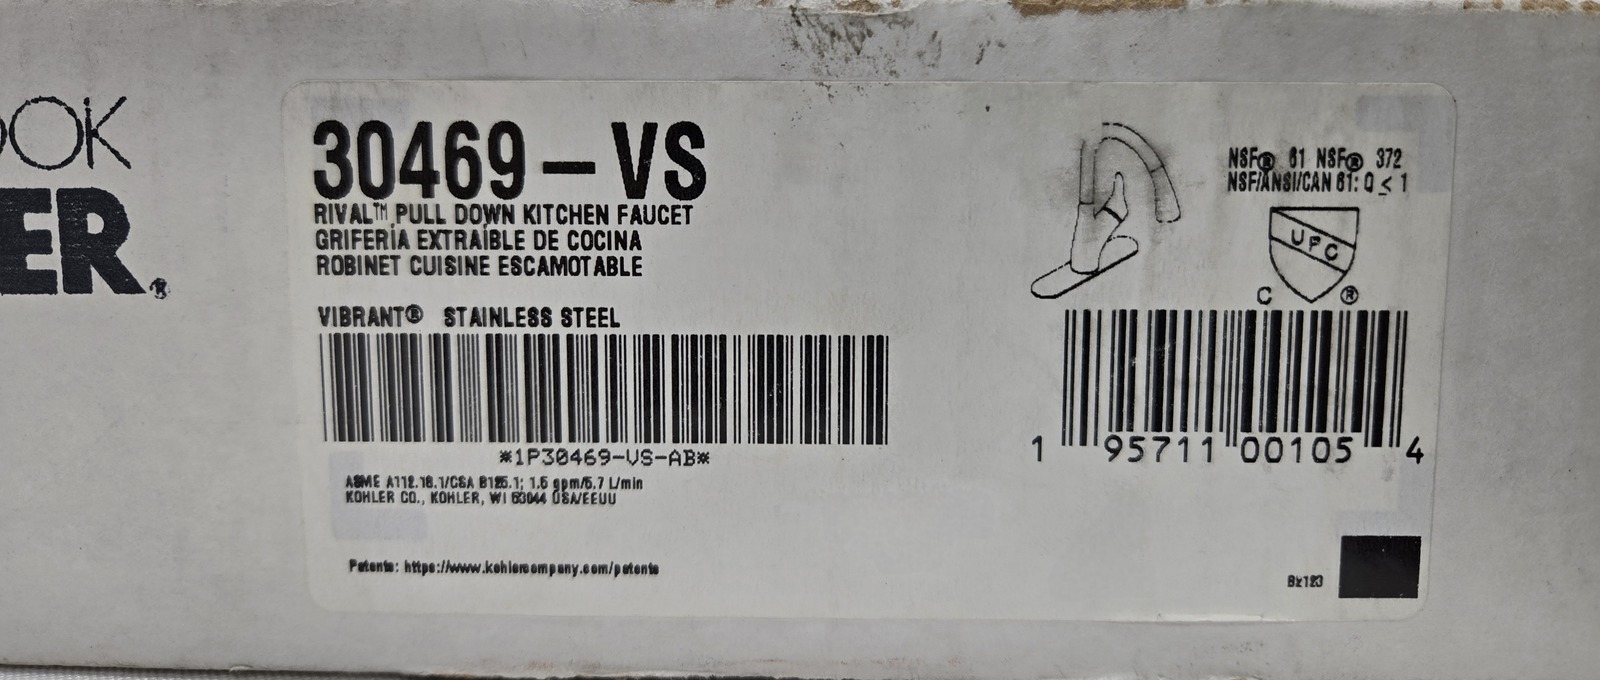 OOK
ER®
30469-VS
RIVAL™ PULL DOWN KITCHEN FAUCET
GRIFERÍA EXTRAÍBLE DE COCINA
ROBINET CUISINE ESCAMOTABLE
VIBRANT® STAINLESS STEEL
*1P30469-VS-AB*
ASME A112.18.1/CSA B125.1; 1.5 gpm/5.7 L/min
KOHLER CO., KOHLER, WI 53044 USA/EEUU
Patents: https://www.kohlercompany.com/patents
NSF® 61 NSF® 372
NSF/ANSI/CAN 61: Q ≤ 1
UPC
C ®
1 95711 00105 4